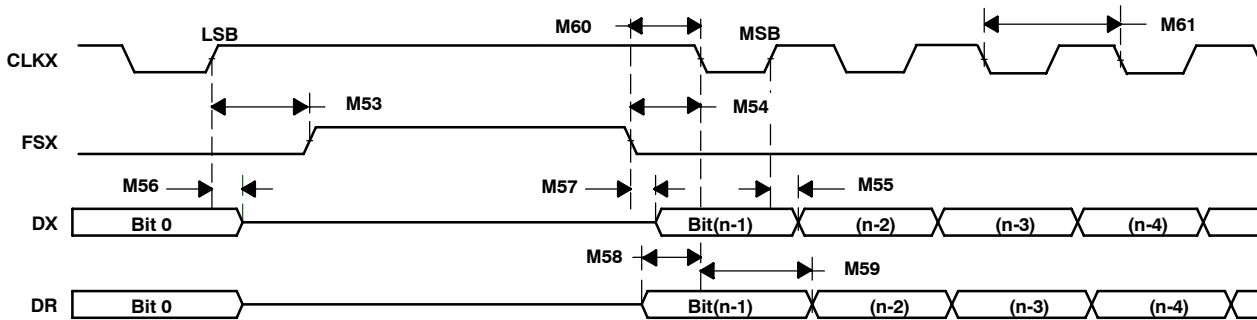 LSB M60 MSB M61
CLKX
M53 M54
FSX
M56 M57 M55
DX Bit 0 Bit(n-1) (n-2) (n-3) (n-4)
M58 M59
DR Bit 0 Bit(n-1) (n-2) (n-3) (n-4)